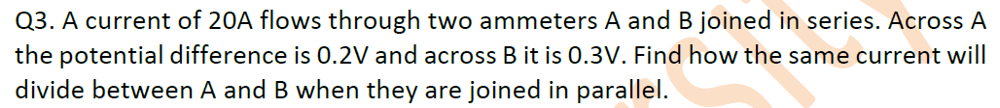 Q3. A current of 20A flows through two ammeters A and B joined in series. Across A
the potential difference is 0.2V and across B it is 0.3V. Find how the same current will
divide between A and B when they are joined in parallel.